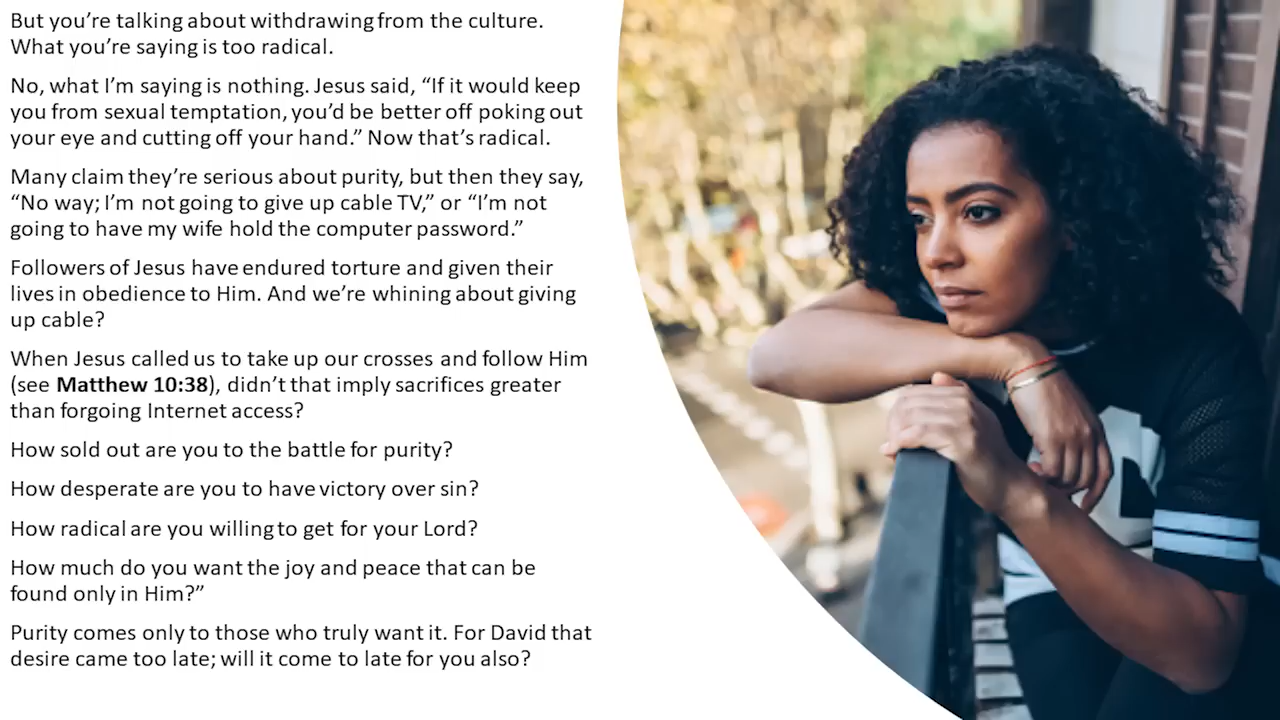 But you're talking about withdrawing from the culture.
What you're saying is too radical.
No, what I'm saying is nothing. Jesus said, “If it would keep
you from sexual temptation, you'd be better off poking out
your eye and cutting off your hand.” Now that's radical.
Many claim they're serious about purity, but then they say,
“No way; I'm not going to give up cable TV,” or “I'm not
going to have my wife hold the computer password.”
Followers of Jesus have endured torture and given their
lives in obedience to Him. And we're whining about giving
up cable?
When Jesus called us to take up our crosses and follow Him
(see Matthew 10:38), didn't that imply sacrifices greater
than forgoing Internet access?
How sold out are you to the battle for purity?
How desperate are you to have victory over sin?
How radical are you willing to get for your Lord?
How much do you want the joy and peace that can be
found only in Him?”
Purity comes only to those who truly want it. For David that
desire came too late; will it come to late for you also?